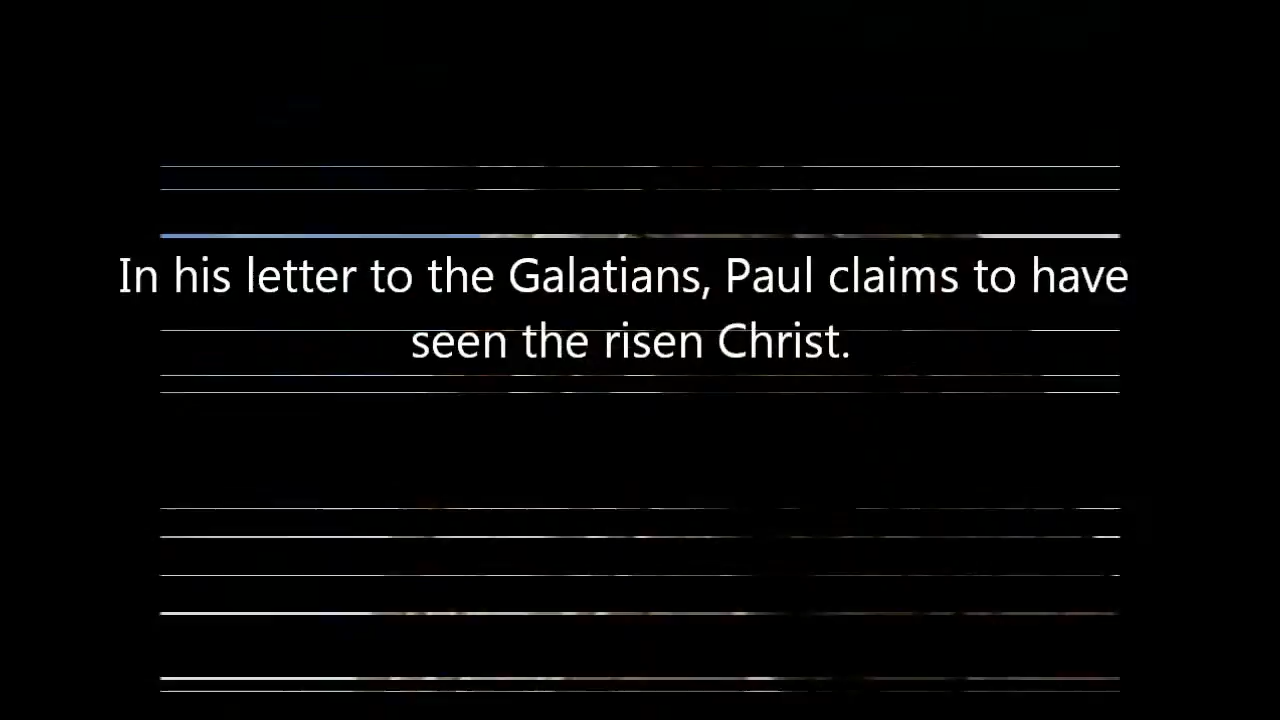 In his letter to the Galatians, Paul claims to have
seen the risen Christ.